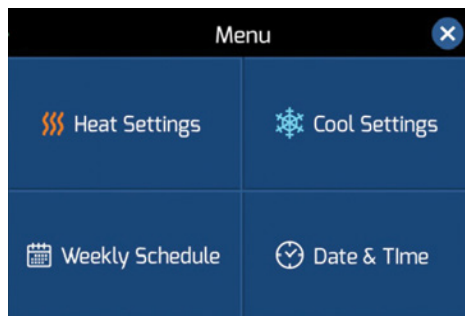 Menu
Heat Settings
Cool Settings
Weekly Schedule
Date & TIme